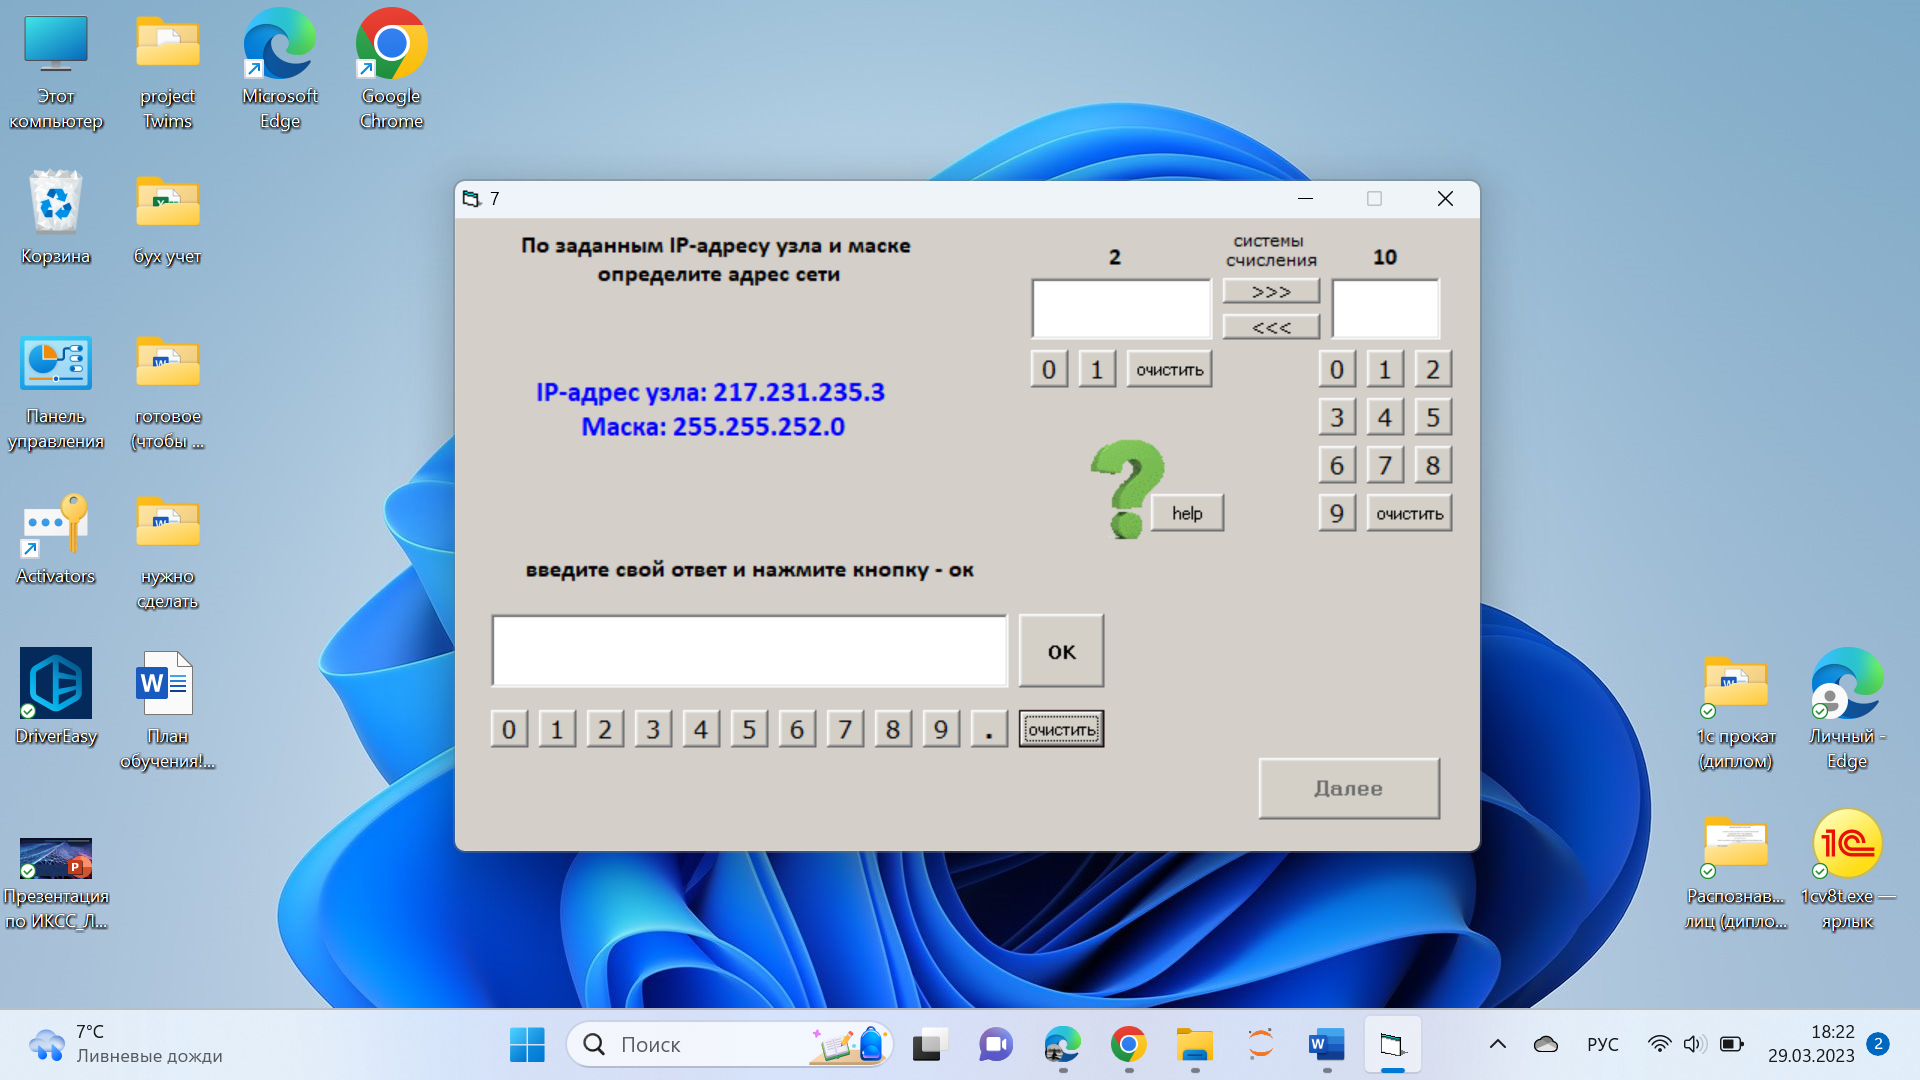 Этот
компьютер
project
Twims
Microsoft
Edge
Google
Chrome
Корзина
бух учет
Панель
управления
готовое
(чтобы ...
Activators
нужно
сделать
DriverEasy
План
обучения!...
Презентация
по ИКСС_Л...
7
По заданным IP-адресу узла и маске
определите адрес сети
2
системы
счисления
10
>>>
<<<
0 1 очистить
0 1 2
3 4 5
6 7 8
9 очистить
IP-адрес узла: 217.231.235.3
Маска: 255.255.252.0
help
введите свой ответ и нажмите кнопку - ок
ок
0 1 2 3 4 5 6 7 8 9 . очистить
Далее
1с прокат
(диплом)
Личный -
Edge
Распознав...
лиц (дипло...
1cv8t.exe —
ярлык
7°C
Ливневые дожди
Поиск
РУС
18:22
29.03.2023
2